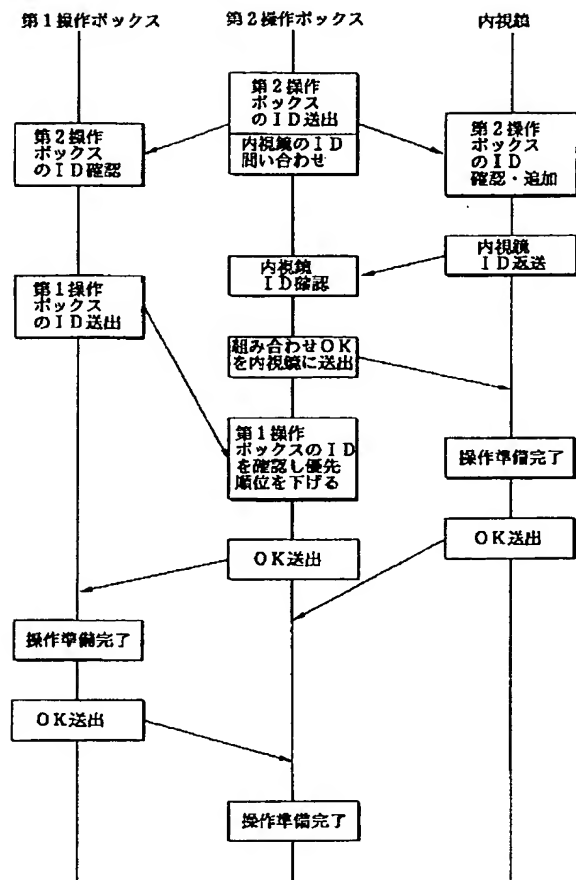 第1操作ボックス
第2操作ボックス
内視鏡
第2操作
ボックス
のID送出
内視鏡のID
問い合わせ
第2操作
ボックス
のID確認
第2操作
ボックス
のID
確認・追加
内視鏡
ID返送
内視鏡
ID確認
第1操作
ボックス
のID送出
組み合わせOK
を内視鏡に送出
第1操作
ボックスのID
を確認し優先
順位を下げる
操作準備完了
OK送出
OK送出
操作準備完了
OK送出
操作準備完了